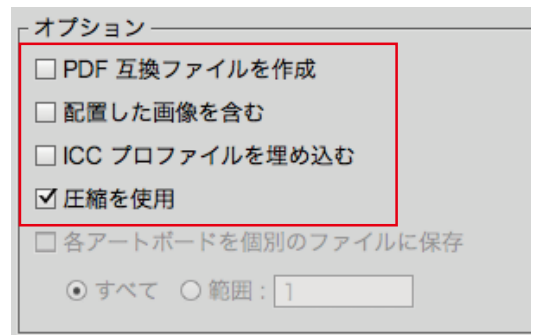 オプション
PDF 互換ファイルを作成
配置した画像を含む
ICC プロファイルを埋め込む
圧縮を使用
各アートボードを個別のファイルに保存
すべて 範囲 : 1